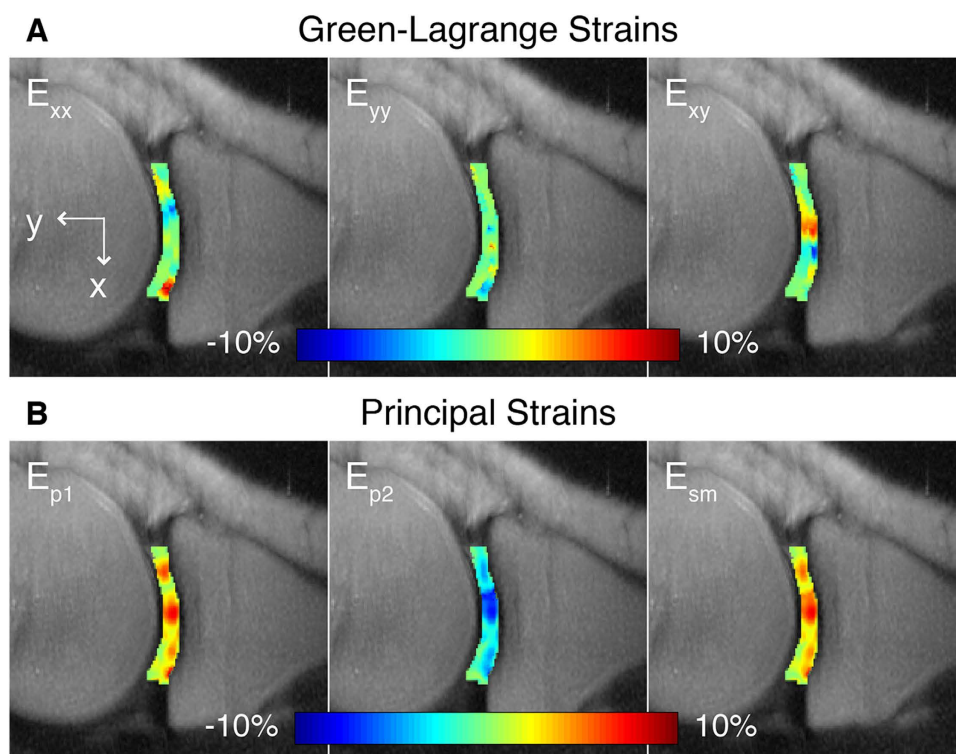 A
Green-Lagrange Strains
Exx
Eyy
Exy
y
x
-10%
10%
B
Principal Strains
Ep1
Ep2
Esm
-10%
10%